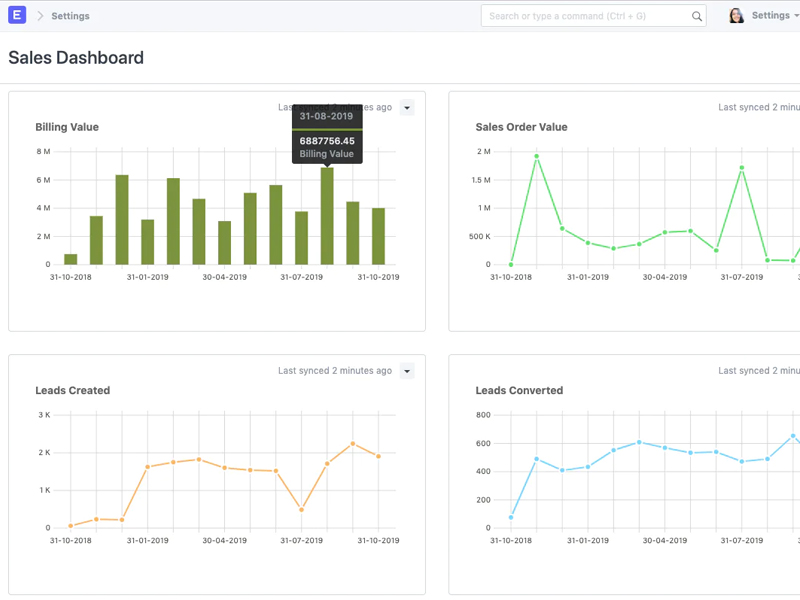 E
Settings
Search or type a command (Ctrl + G)
Settings
Sales Dashboard
Last synced 2 minutes ago
Billing Value
31-08-2019
6887756.45
Billing Value
8 M
6 M
4 M
2 M
0
31-10-2018 31-01-2019 30-04-2019 31-07-2019 31-10-2019
Last synced 2 minu
Sales Order Value
2 M
1.5 M
1 M
500 K
0
31-10-2018 31-01-2019 30-04-2019 31-07-2019
Last synced 2 minutes ago
Leads Created
3 K
2 K
1 K
0
31-10-2018 31-01-2019 30-04-2019 31-07-2019 31-10-2019
Last synced 2 minu
Leads Converted
800
600
400
200
0
31-10-2018 31-01-2019 30-04-2019 31-07-2019